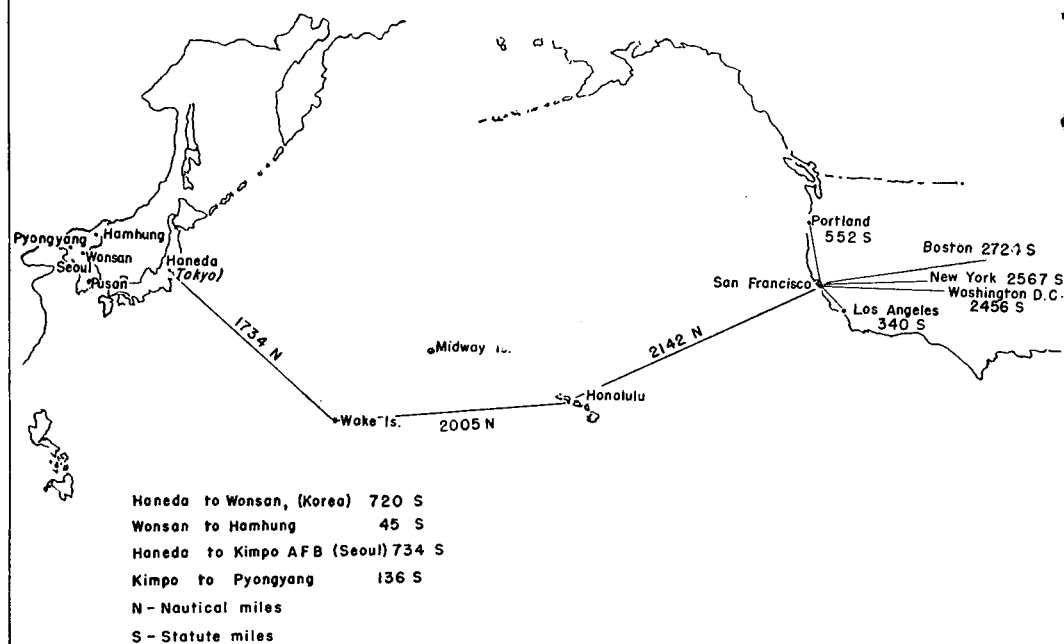 Pyongyang
Hamhung
Wonsan
Seoul
Pusan
Haneda
(Tokyo)
1734 N
Wake Is.
Midway Is.
2005 N
Honolulu
2142 N
Portland
552 S
San Francisco
Boston
New York 2567 S
Washington D.C.
2456 S
Los Angeles
340 S
Haneda to Wonsan, (Korea) 720 S
Wonsan to Hamhung 45 S
Haneda to Kimpo AFB (Seoul) 734 S
Kimpo to Pyongyang 136 S
N - Nautical miles
S - Statute miles